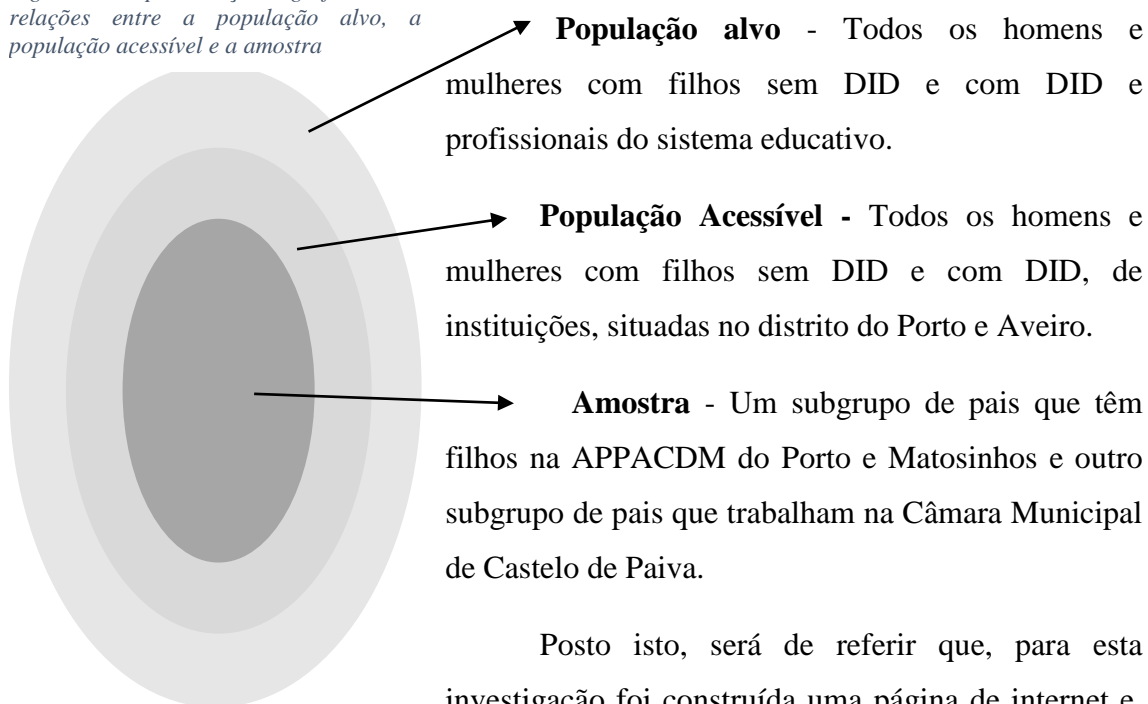 relações entre a população alvo, a
população acessível e a amostra
População alvo - Todos os homens e
mulheres com filhos sem DID e com DID e
profissionais do sistema educativo.
População Acessível - Todos os homens e
mulheres com filhos sem DID e com DID, de
instituições, situadas no distrito do Porto e Aveiro.
Amostra - Um subgrupo de pais que têm
filhos na APPACDM do Porto e Matosinhos e outro
subgrupo de pais que trabalham na Câmara Municipal
de Castelo de Paiva.
Posto isto, será de referir que, para esta
investigação foi construída uma página de internet e